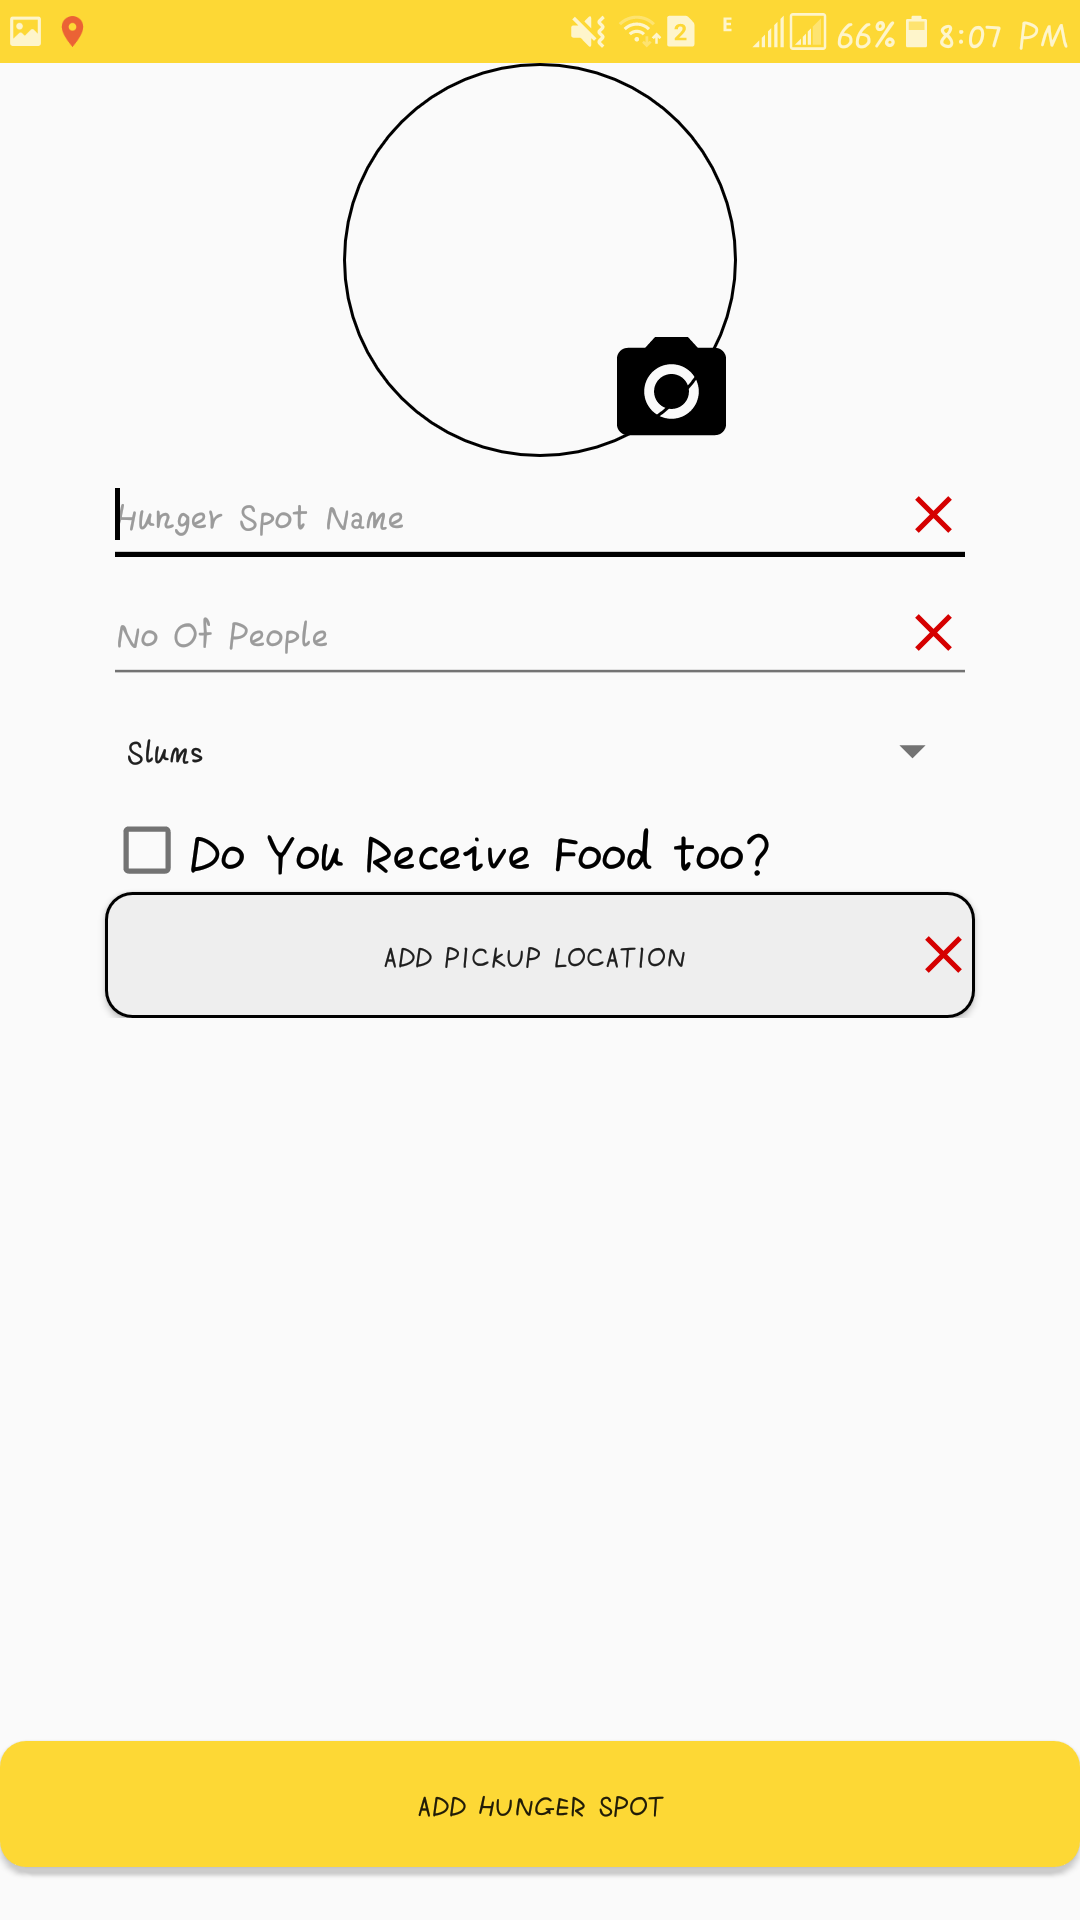 2 E 66% 8:07 PM
Hunger Spot Name
No Of People
Slums
Do You Receive Food too?
ADD PICKUP LOCATION
ADD HUNGER SPOT